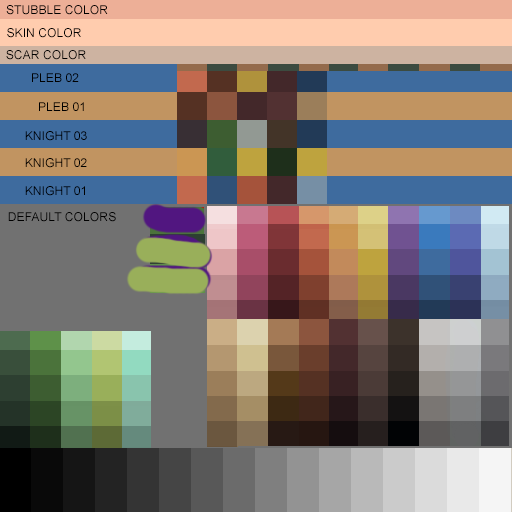 STUBBLE COLOR
SKIN COLOR
SCAR COLOR
PLEB 02
PLEB 01
KNIGHT 03
KNIGHT 02
KNIGHT 01
DEFAULT COLORS